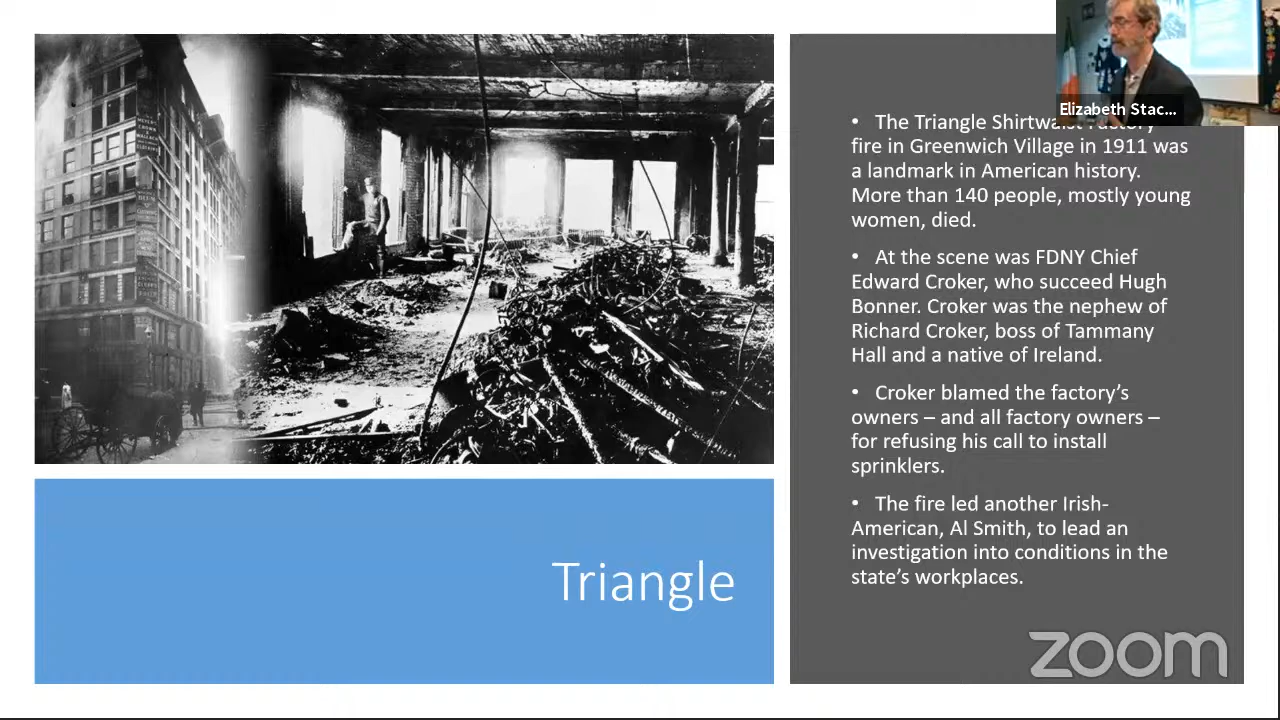 Elizabeth Stac...
• The Triangle Shirtwaist Factory
fire in Greenwich Village in 1911 was
a landmark in American history.
More than 140 people, mostly young
women, died.
• At the scene was FDNY Chief
Edward Croker, who succeed Hugh
Bonner. Croker was the nephew of
Richard Croker, boss of Tammany
Hall and a native of Ireland.
• Croker blamed the factory’s
owners – and all factory owners –
for refusing his call to install
sprinklers.
• The fire led another Irish-
American, Al Smith, to lead an
investigation into conditions in the
state’s workplaces.
Triangle
zoom